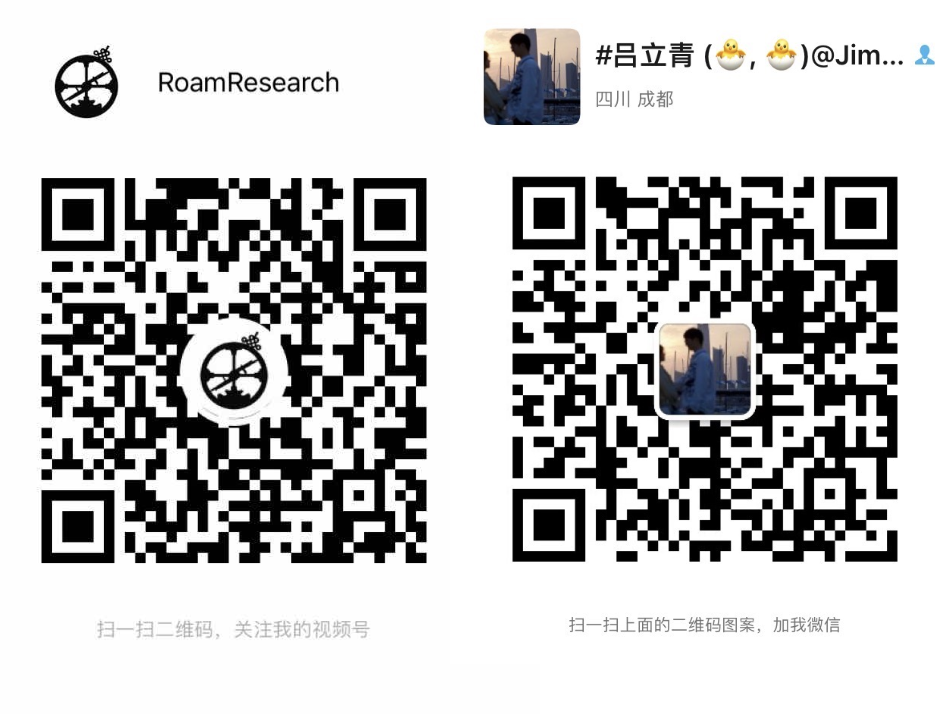 RoamResearch
扫一扫二维码，关注我的视频号
#吕立青 (🐣, 🐣)@Jim...
四川 成都
扫一扫上面的二维码图案，加我微信